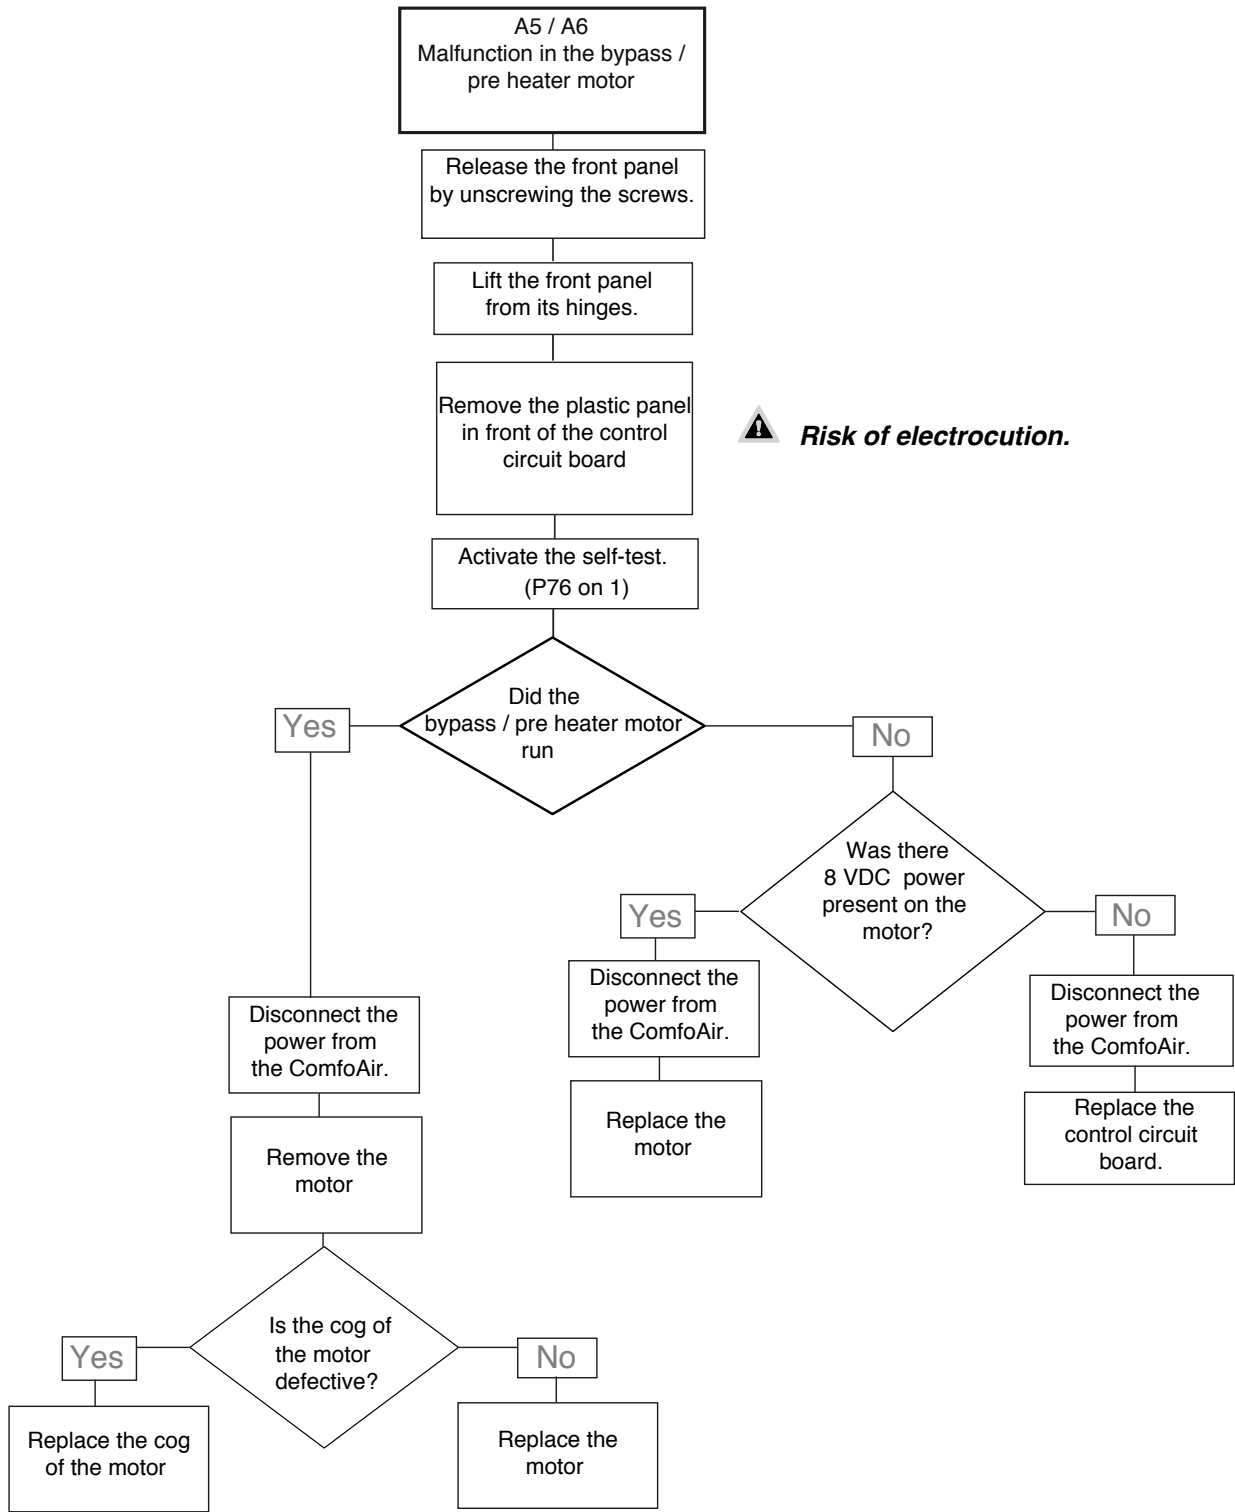 A5 / A6
Malfunction in the bypass /
pre heater motor
Release the front panel
by unscrewing the screws.
Lift the front panel
from its hinges.
Remove the plastic panel
in front of the control
circuit board
Risk of electrocution.
Activate the self-test.
(P76 on 1)
Did the
bypass / pre heater motor
run
Yes
No
Was there
8 VDC power
present on the
motor?
Yes
No
Disconnect the
power from
the ComfoAir.
Disconnect the
power from
the ComfoAir.
Disconnect the
power from
the ComfoAir.
Replace the
motor
Replace the
control circuit
board.
Remove the
motor
Is the cog of
the motor
defective?
Yes
No
Replace the cog
of the motor
Replace the
motor